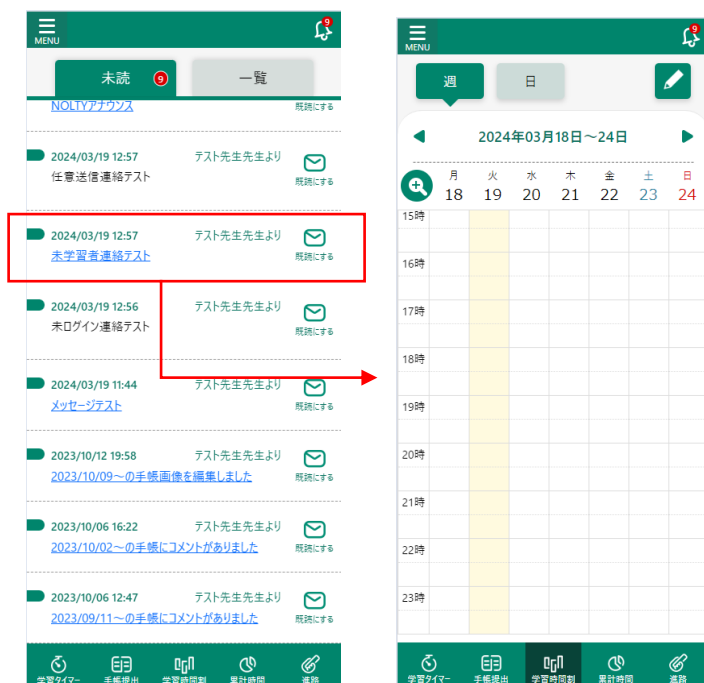 MENU
9
未読 9
一覧
NOLTYアナウンス
既読にする
2024/03/19 12:57 テスト先生先生より
任意送信連絡テスト
既読にする
2024/03/19 12:57 テスト先生先生より
未学習者連絡テスト
既読にする
2024/03/19 12:56 テスト先生先生より
未ログイン連絡テスト
既読にする
2024/03/19 11:44 テスト先生先生より
メッセージテスト
既読にする
2023/10/12 19:58 テスト先生先生より
2023/10/09～の手帳画像を編集しました
既読にする
2023/10/06 16:22 テスト先生先生より
2023/10/02～の手帳にコメントがありました
既読にする
2023/10/06 12:47 テスト先生先生より
2023/09/11～の手帳にコメントがありました
既読にする
学習タイマー 手帳提出 学習時間割 累計時間 進路
MENU
9
週 日
2024年03月18日～24日
月 火 水 木 金 土 日
18 19 20 21 22 23 24
15時
16時
17時
18時
19時
20時
21時
22時
23時
学習タイマー 手帳提出 学習時間割 累計時間 進路